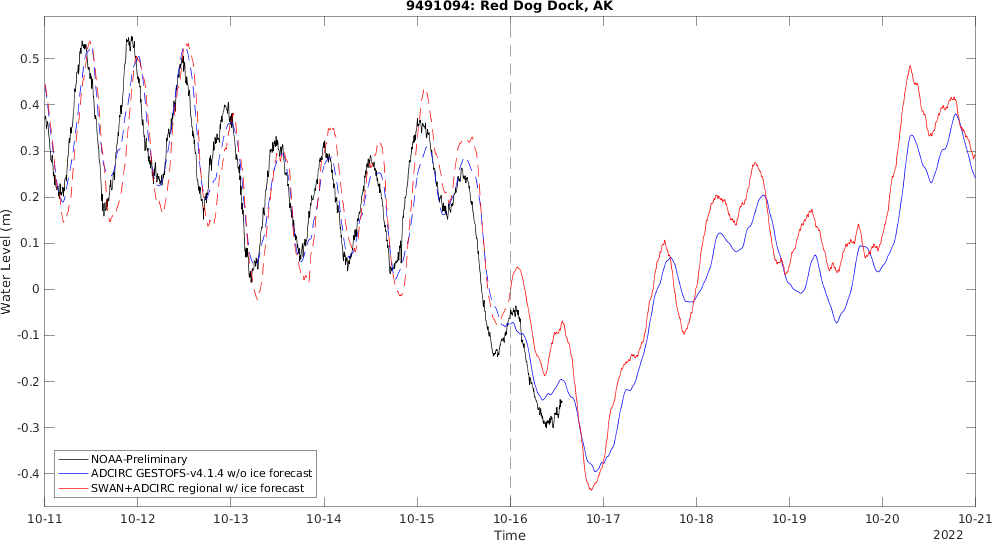 9491094: Red Dog Dock, AK
Water Level (m)
0.5
0.4
0.3
0.2
0.1
0
-0.1
-0.2
-0.3
-0.4
NOAA-Preliminary
ADCIRC GESTOFS-v4.1.4 w/o ice forecast
SWAN+ADCIRC regional w/ ice forecast
10-11 10-12 10-13 10-14 10-15 10-16 10-17 10-18 10-19 10-20 10-21
Time
2022